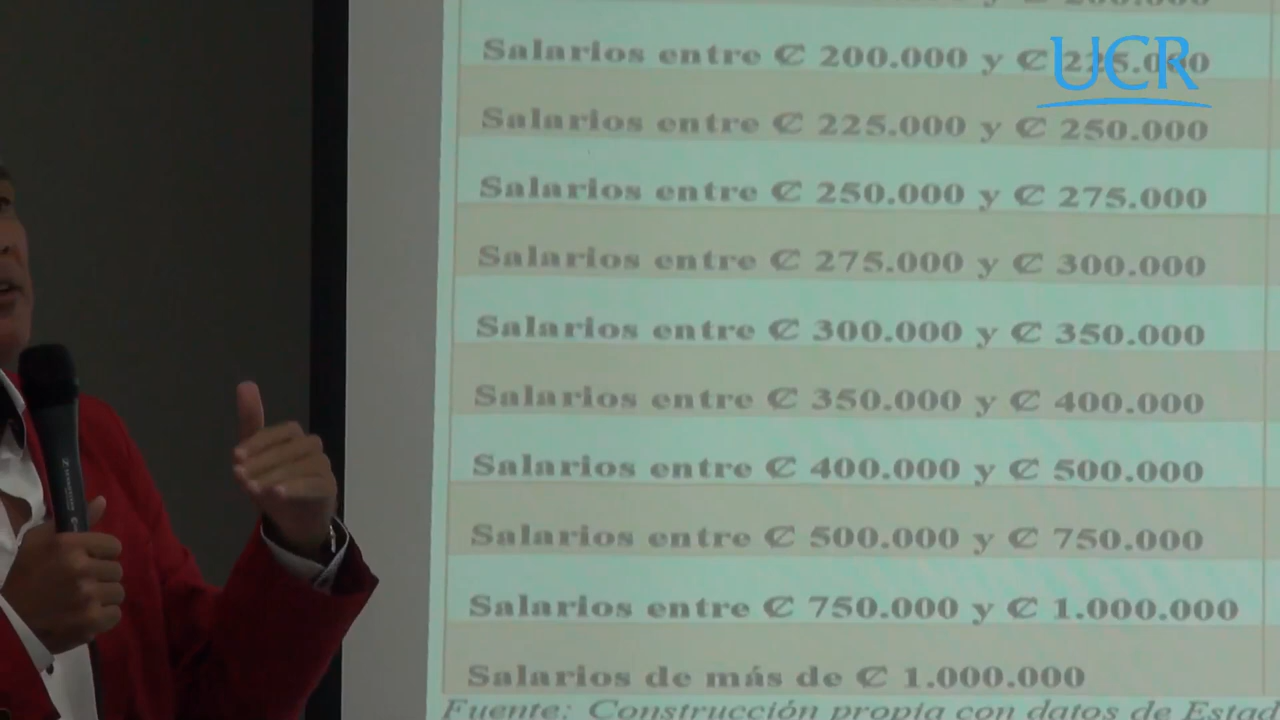 y ₡ 200.000
Salarios entre ₡ 200.000 y ₡ 225.000
UCR
Salarios entre ₡ 225.000 y ₡ 250.000
Salarios entre ₡ 250.000 y ₡ 275.000
Salarios entre ₡ 275.000 y ₡ 300.000
Salarios entre ₡ 300.000 y ₡ 350.000
Salarios entre ₡ 350.000 y ₡ 400.000
Salarios entre ₡ 400.000 y ₡ 500.000
Salarios entre ₡ 500.000 y ₡ 750.000
Salarios entre ₡ 750.000 y ₡ 1.000.000
Salarios de más de ₡ 1.000.000
Fuente: Construcción propia con datos de Estad